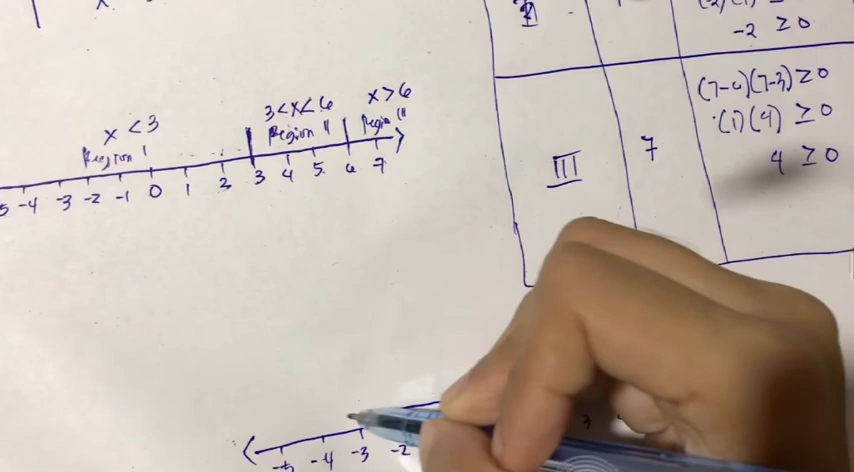 x < 3
Region I
3<x<6
Region II
x>6
Region III
-4 -3 -2 -1 0 1 2 3 4 5 6 7
-2 ≥0
III
7
(7-6)(7-3)≥0
(1)(4) ≥0
4 ≥0
-5 -4 -3 -2